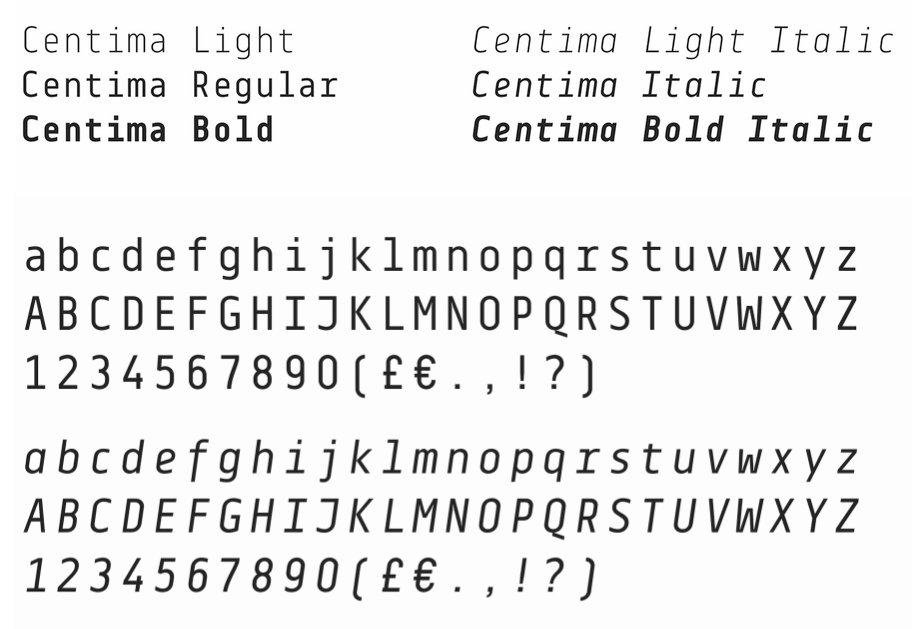 Centima Light
Centima Regular
Centima Bold
Centima Light Italic
Centima Italic
Centima Bold Italic
abcdefghijklmnopqrstuvwxyz
ABCDEFGHIJKLMNOPQRSTUVWXYZ
1234567890(£€.,!?)
abcdefghijklmnopqrstuvwxyz
ABCDEFGHIJKLMNOPQRSTUVWXYZ
1234567890(£€.,!?)